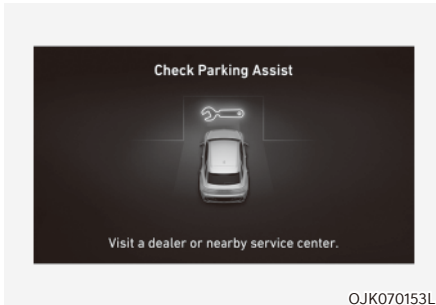 Check Parking Assist
Visit a dealer or nearby service center.
OJK070153L